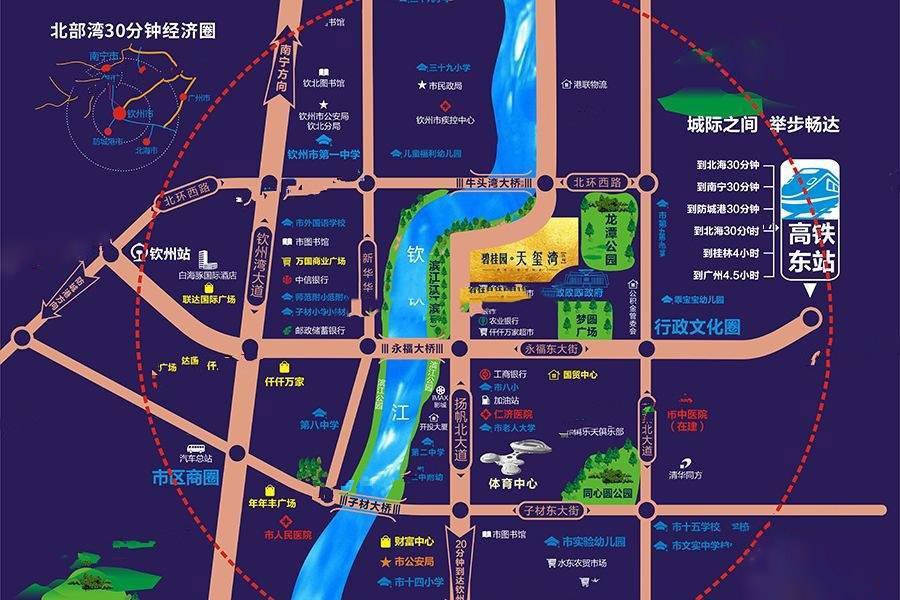 北部湾30分钟经济圈
南宁市
广州市
钦州市
防城港市
北海市
南宁方向
书馆
钦北图书馆
钦州市公安局
钦北分局
钦州市第一中学
三十九小学
市民政局
钦州市疾控中心
儿童福利幼儿园
港联物流
城际之间 举步畅达
到北海30分钟
到南宁30分钟
到防城港30分钟
到北海30分钟
到桂林4小时
到广州4.5小时
高铁
东站
北环西路
牛头湾大桥
北环西路
钦州站
白海豚国际酒店
联达国际广场
钦州湾大道
市外国语学校
市图书馆
万国商业广场
中信银行
邮政储蓄银行
新华
钦
江
碧桂园·天玺湾
龙潭公园
梦园
广场
市政府
农业银行
仟仟万家超市
公积金管委会
乖宝宝幼儿园
行政文化圈
永福大桥
永福东大街
广场
仟仟万家
滨江公园
滨江公园
IMAX
影城
开投大厦
第八中学
第二中学
扬帆北大道
工商银行
市八小
加油站
仁济医院
市老人大学
国贸中心
乐天俱乐部
北大道
市中医院
(在建)
清华同方
汽车总站
市区商圈
体育中心
同心圆公园
年年丰广场
市人民医院
子材大桥
子材东大街
财富中心
市公安局
市十四小学
20分钟到达钦州
市图书馆
市实验幼儿园
水东农贸市场
市十五学校
市文实中学